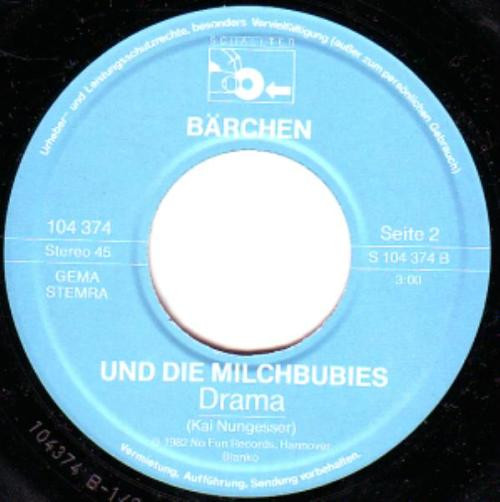 Urheber- und Leistungsschutzrechte, besonders Vervielfältigung (außer zum persönlichen Gebrauch)
SCHALLTER
BÄRCHEN
104 374
Stereo 45
GEMA
STEMRA
Seite 2
S 104 374 B
3:00
UND DIE MILCHBUBIES
Drama
(Kai Nungesser)
℗ 1982 No Fun Records, Hannover
Blanko
Vermietung, Aufführung, Sendung vorbehalten.
104374 B-1/